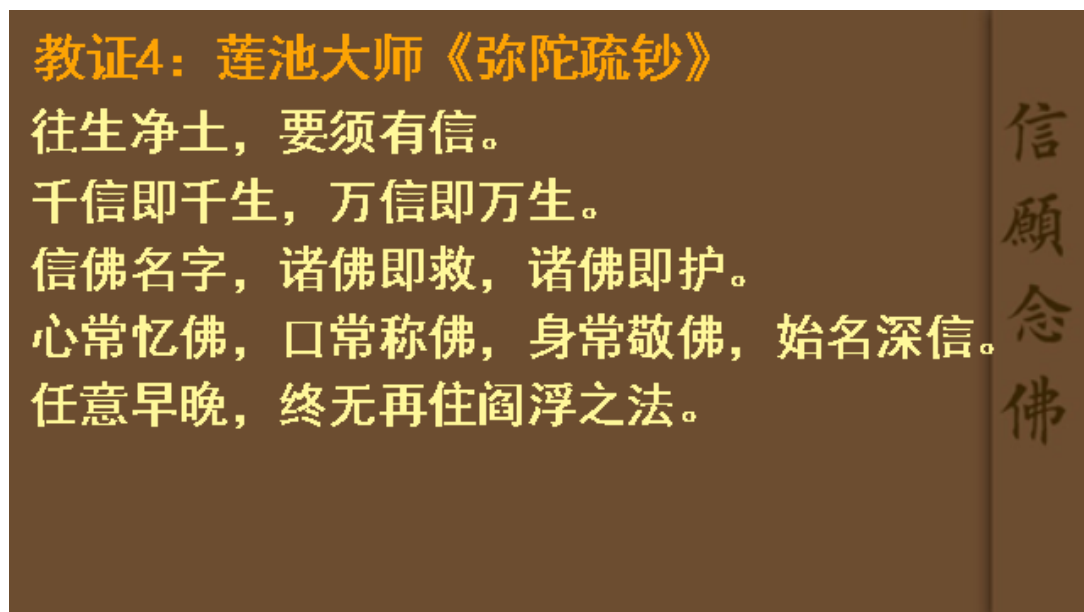 教证4：莲池大师《弥陀疏钞》
往生净土，要须有信。
千信即千生，万信即万生。
信佛名字，诸佛即救，诸佛即护。
心常忆佛，口常称佛，身常敬佛，始名深信。
任意早晚，终无再住阎浮之法。
信願念佛